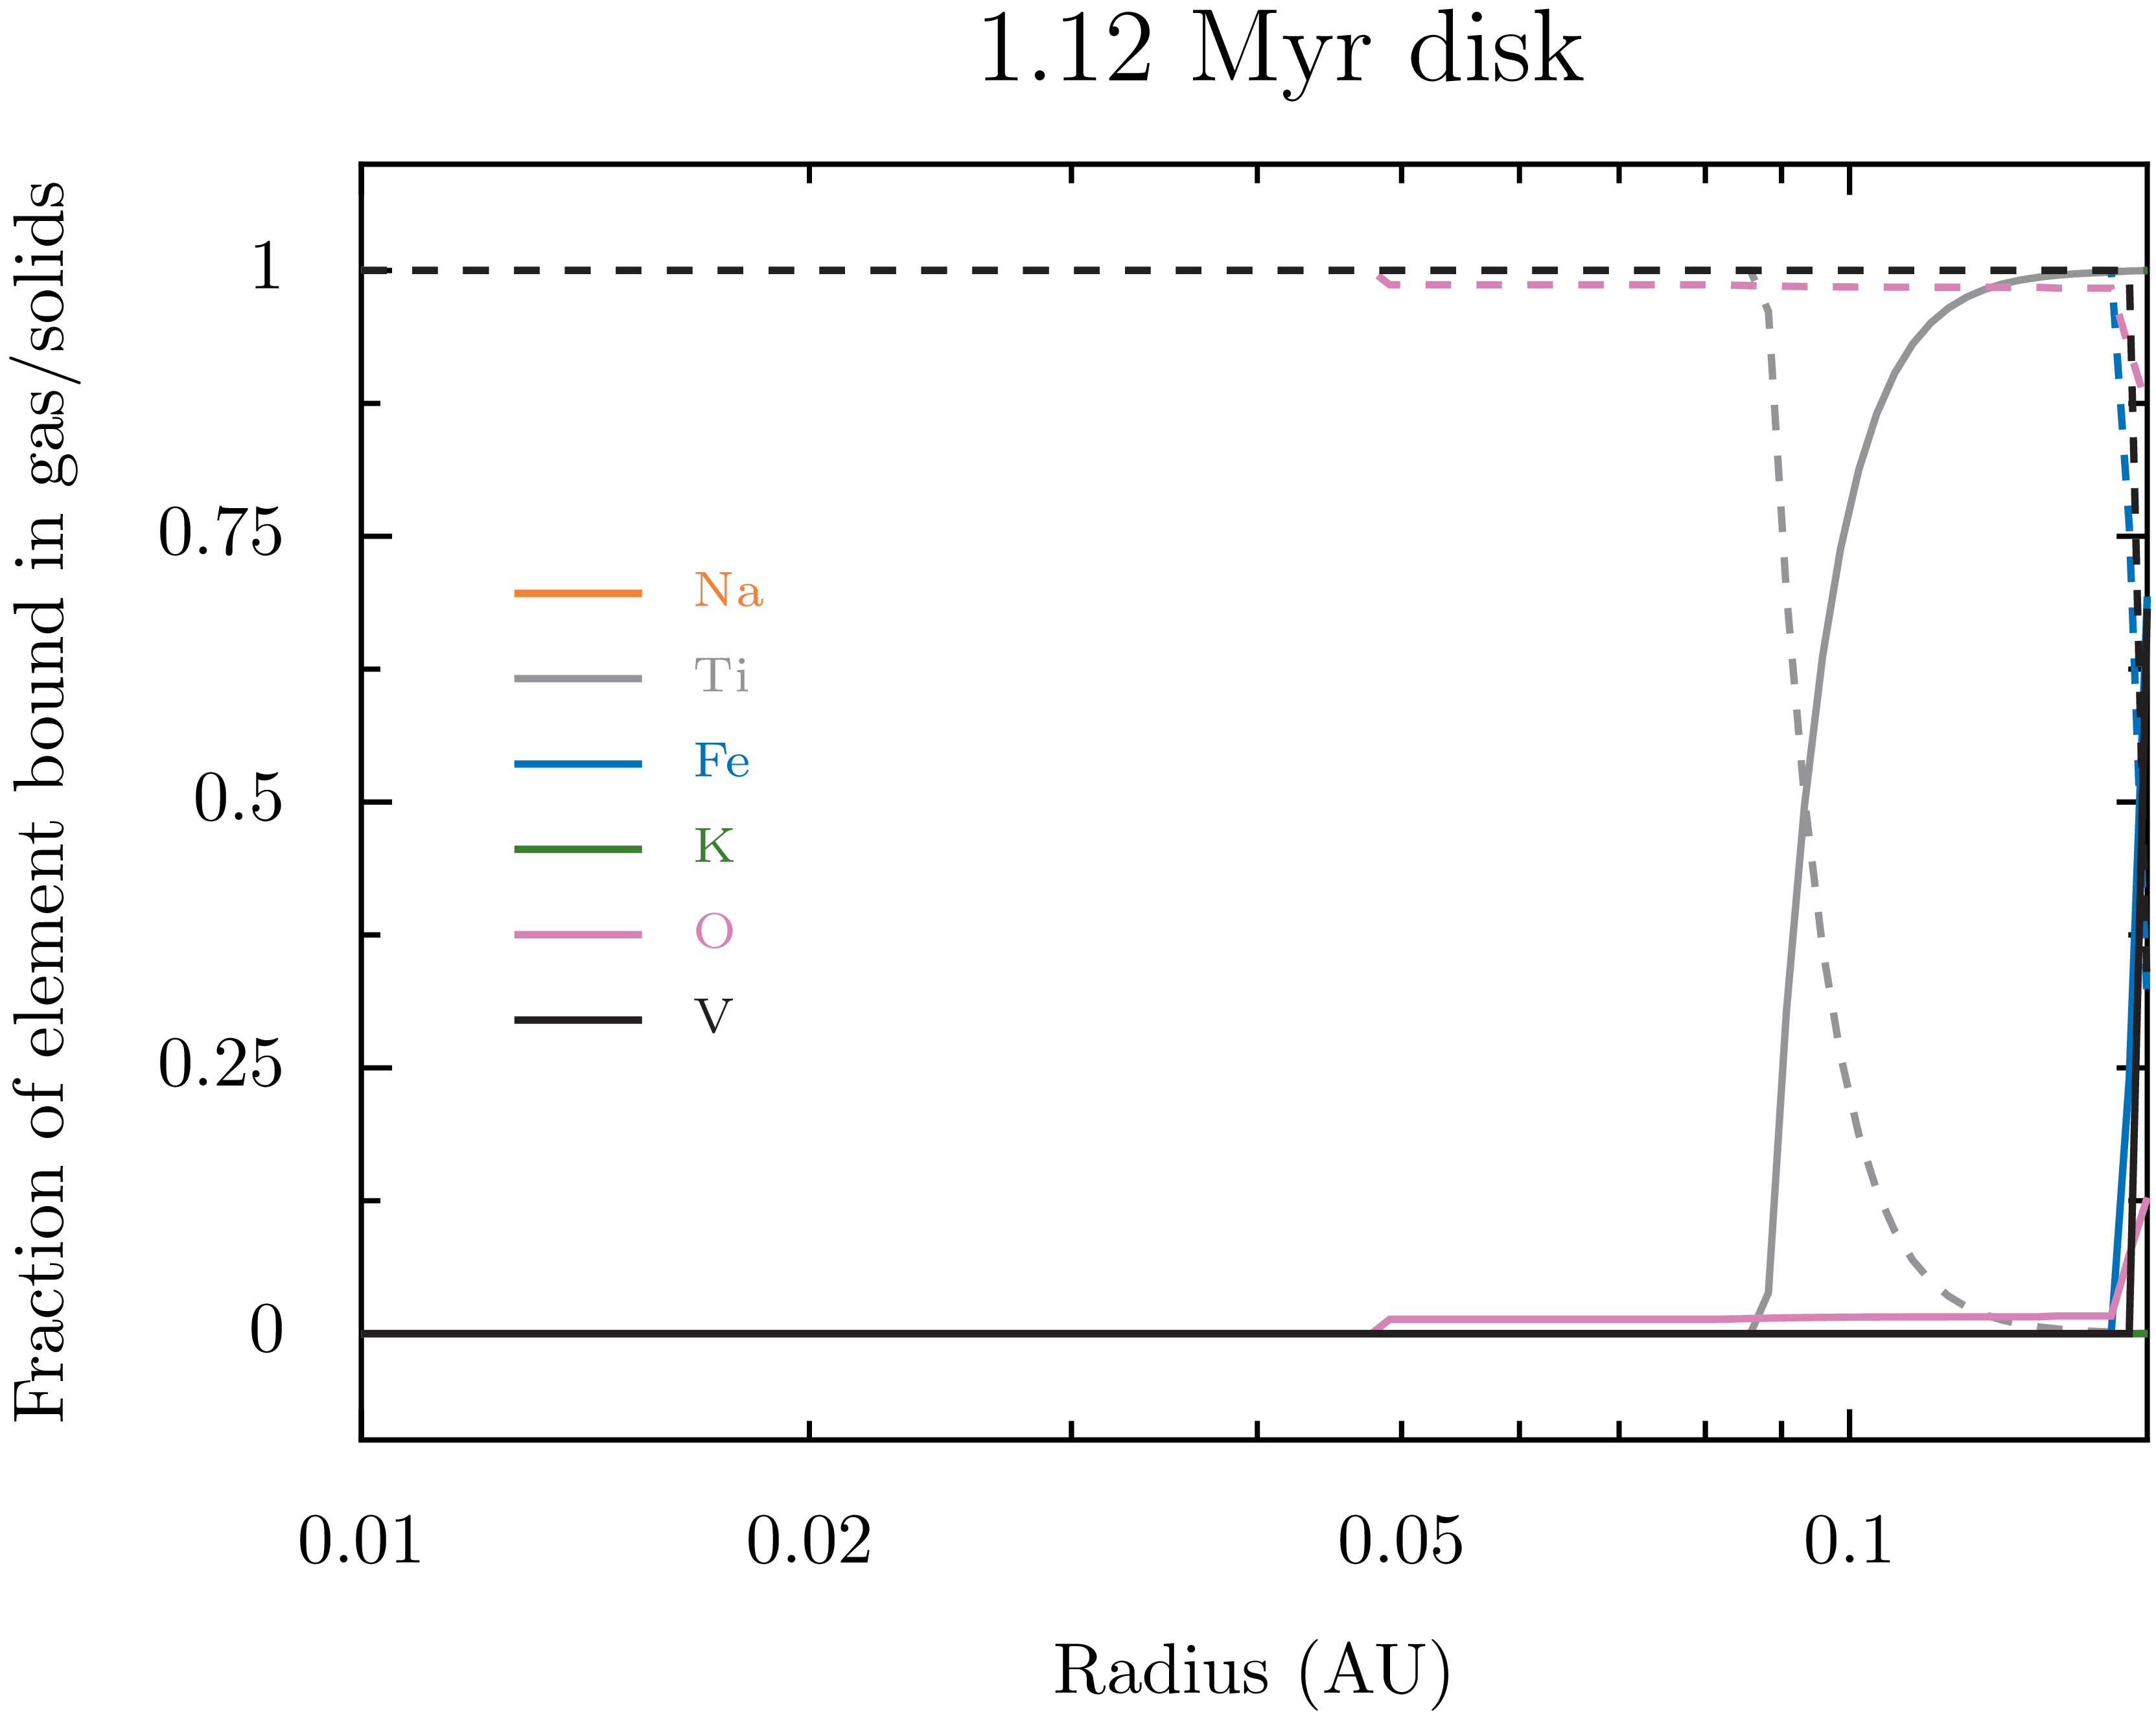 1.12 Myr disk
Fraction of element bound in gas/solids
1
0.75
0.5
0.25
0
Na
Ti
Fe
K
O
V
0.01 0.02 0.05 0.1
Radius (AU)